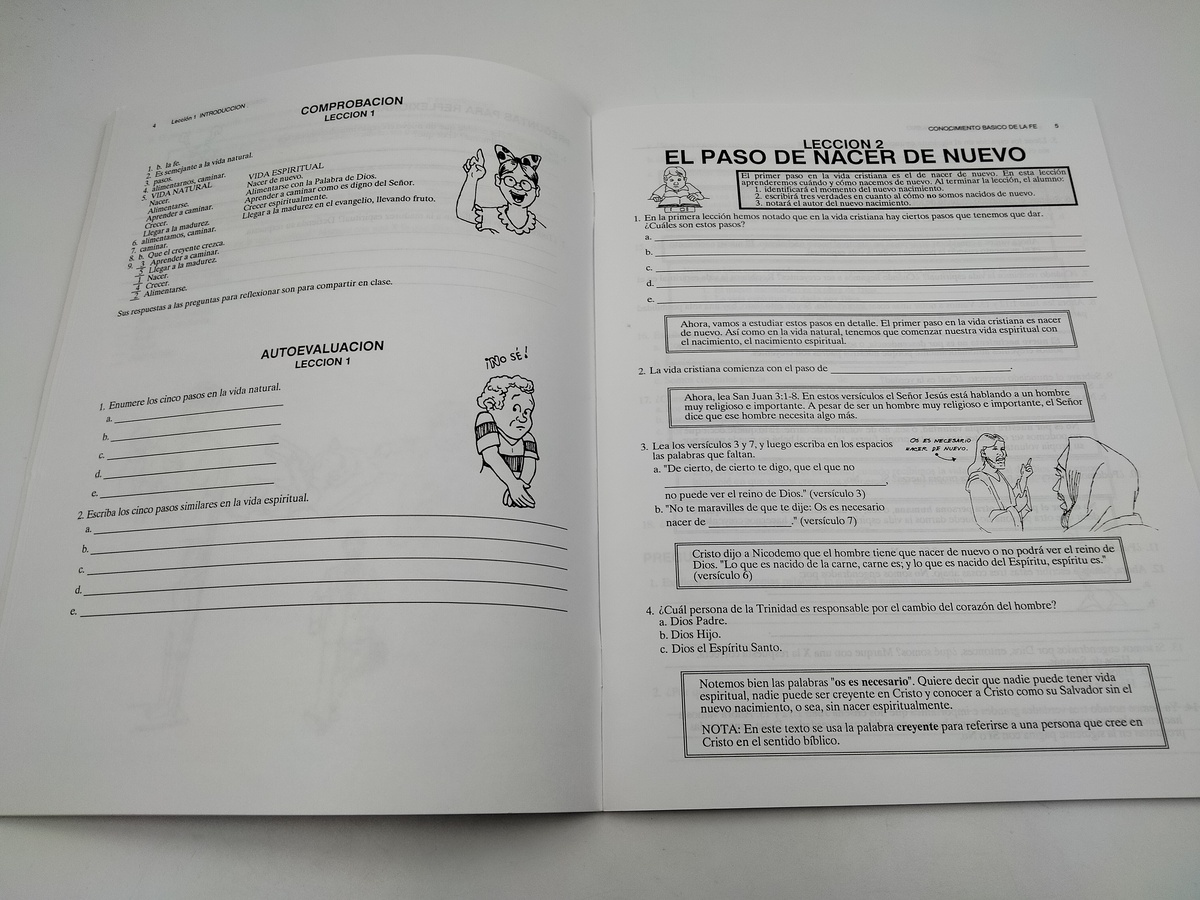 4 Lección 1 INTRODUCCION
COMPROBACION
LECCION 1
1. b. la fe.
2. Es semejante a la vida natural.
3. pasos.
4. alimentarnos, caminar.
5. VIDA NATURAL
Nacer.
Alimentarse.
Aprender a caminar.
Crecer.
Llegar a la madurez.
VIDA ESPIRITUAL
Nacer de nuevo.
Alimentarse con la Palabra de Dios.
Aprender a caminar como es digno del Señor.
Crecer espiritualmente.
Llegar a la madurez en el evangelio, llevando fruto.
6. alimentamos, caminar.
7. caminar.
8. b. Que el creyente crezca.
9. 3 Aprender a caminar.
5 Llegar a la madurez.
1 Nacer.
4 Crecer.
2 Alimentarse.
Sus respuestas a las preguntas para reflexionar son para compartir en clase.
AUTOEVALUACION
LECCION 1
¡NO SÉ!
1. Enumere los cinco pasos en la vida natural.
a.
b.
c.
d.
e.
2. Escriba los cinco pasos similares en la vida espiritual.
a.
b.
c.
d.
e.
CONOCIMIENTO BASICO DE LA FE 5
LECCION 2
EL PASO DE NACER DE NUEVO
El primer paso en la vida cristiana es el de nacer de nuevo. En esta lección
aprenderemos cuándo y cómo nacemos de nuevo. Al terminar la lección, el alumno:
1. identificará el momento del nuevo nacimiento.
2. escribirá tres verdades en cuanto al cómo no somos nacidos de nuevo.
3. notará el autor del nuevo nacimiento.
1. En la primera lección hemos notado que en la vida cristiana hay ciertos pasos que tenemos que dar.
¿Cuáles son estos pasos?
a.
b.
c.
d.
e.
Ahora, vamos a estudiar estos pasos en detalle. El primer paso en la vida cristiana es nacer
de nuevo. Así como en la vida natural, tenemos que comenzar nuestra vida espiritual con
el nacimiento, el nacimiento espiritual.
2. La vida cristiana comienza con el paso de ____.
Ahora, lea San Juan 3:1-8. En estos versículos el Señor Jesús está hablando a un hombre
muy religioso e importante. A pesar de ser un hombre muy religioso e importante, el Señor
dice que ese hombre necesita algo más.
3. Lea los versículos 3 y 7, y luego escriba en los espacios
las palabras que faltan.
a. "De cierto, de cierto te digo, que el que no
____,
no puede ver el reino de Dios." (versículo 3)
b. "No te maravilles de que te dije: Os es necesario
nacer de ____." (versículo 7)
OS ES NECESARIO
NACER DE NUEVO.
Cristo dijo a Nicodemo que el hombre tiene que nacer de nuevo o no podrá ver el reino de
Dios. "Lo que es nacido de la carne, carne es; y lo que es nacido del Espíritu, espíritu es."
(versículo 6)
4. ¿Cuál persona de la Trinidad es responsable por el cambio del corazón del hombre?
a. Dios Padre.
b. Dios Hijo.
c. Dios el Espíritu Santo.
Notemos bien las palabras "os es necesario". Quiere decir que nadie puede tener vida
espiritual, nadie puede ser creyente en Cristo y conocer a Cristo como su Salvador sin el
nuevo nacimiento, o sea, sin nacer espiritualmente.
NOTA: En este texto se usa la palabra creyente para referirse a una persona que cree en
Cristo en el sentido bíblico.